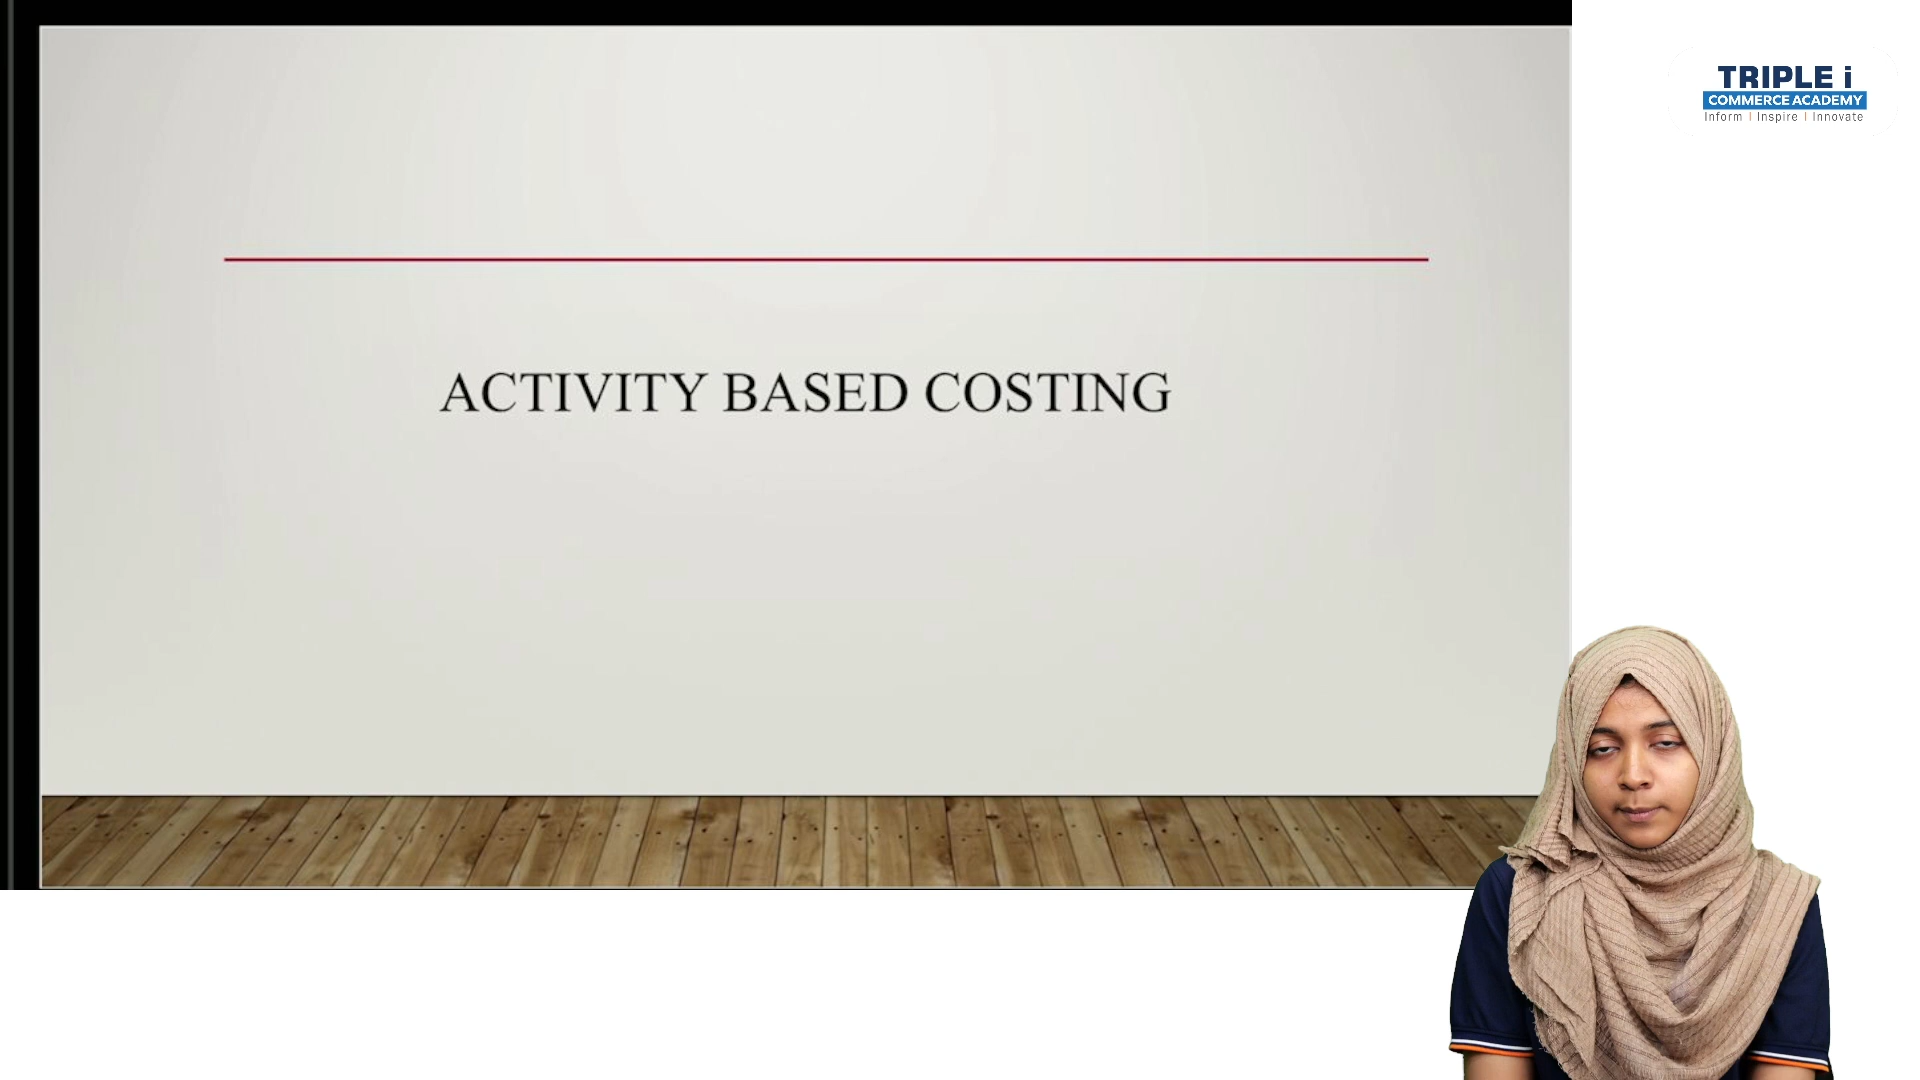 ACTIVITY BASED COSTING
TRIPLE i
COMMERCE ACADEMY
Inform | Inspire | Innovate